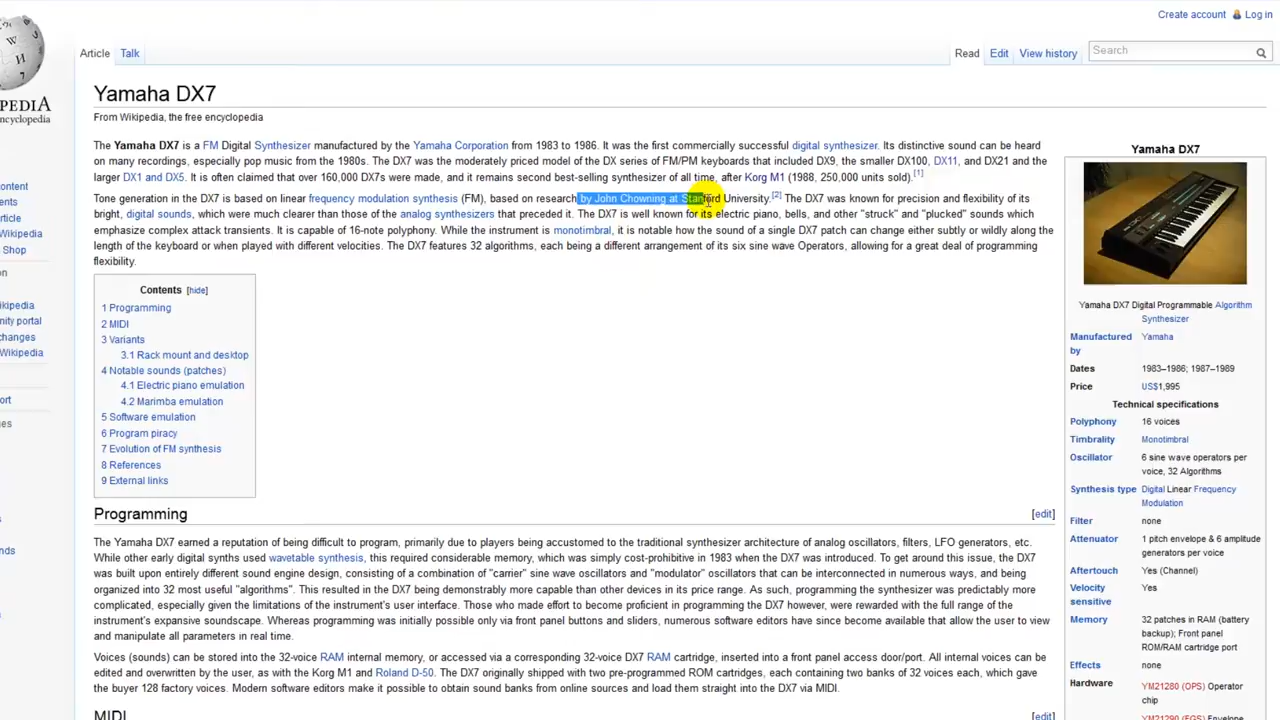 Create account Log in
W
И
PEDIA
encyclopedia
Article Talk Read Edit View history Search
Yamaha DX7
From Wikipedia, the free encyclopedia
The Yamaha DX7 is a FM Digital Synthesizer manufactured by the Yamaha Corporation from 1983 to 1986. It was the first commercially successful digital synthesizer. Its distinctive sound can be heard
on many recordings, especially pop music from the 1980s. The DX7 was the moderately priced model of the DX series of FM/PM keyboards that included DX9, the smaller DX100, DX11, and DX21 and the
larger DX1 and DX5. It is often claimed that over 160,000 DX7s were made, and it remains second best-selling synthesizer of all time, after Korg M1 (1988, 250,000 units sold).[1]
Tone generation in the DX7 is based on linear frequency modulation synthesis (FM), based on research by John Chowning at Stanford University.[2] The DX7 was known for precision and flexibility of its
bright, digital sounds, which were much clearer than those of the analog synthesizers that preceded it. The DX7 is well known for its electric piano, bells, and other "struck" and "plucked" sounds which
emphasize complex attack transients. It is capable of 16-note polyphony. While the instrument is monotimbral, it is notable how the sound of a single DX7 patch can change either subtly or wildly along the
length of the keyboard or when played with different velocities. The DX7 features 32 algorithms, each being a different arrangement of its six sine wave Operators, allowing for a great deal of programming
flexibility.
ontent
ents
rticle
Wikipedia
Shop
on
ikipedia
nity portal
changes
Wikipedia
ort
es
nds
Contents [hide]
1 Programming
2 MIDI
3 Variants
3.1 Rack mount and desktop
4 Notable sounds (patches)
4.1 Electric piano emulation
4.2 Marimba emulation
5 Software emulation
6 Program piracy
7 Evolution of FM synthesis
8 References
9 External links
Programming [edit]
The Yamaha DX7 earned a reputation of being difficult to program, primarily due to players being accustomed to the traditional synthesizer architecture of analog oscillators, filters, LFO generators, etc.
While other early digital synths used wavetable synthesis, this required considerable memory, which was simply cost-prohibitive in 1983 when the DX7 was introduced. To get around this issue, the DX7
was built upon entirely different sound engine design, consisting of a combination of "carrier" sine wave oscillators and "modulator" oscillators that can be interconnected in numerous ways, and being
organized into 32 most useful "algorithms". This resulted in the DX7 being demonstrably more capable than other devices in its price range. As such, programming the synthesizer was predictably more
complicated, especially given the limitations of the instrument's user interface. Those who made effort to become proficient in programming the DX7 however, were rewarded with the full range of the
instrument's expansive soundscape. Whereas programming was initially possible only via front panel buttons and sliders, numerous software editors have since become available that allow the user to view
and manipulate all parameters in real time.
Voices (sounds) can be stored into the 32-voice RAM internal memory, or accessed via a corresponding 32-voice DX7 RAM cartridge, inserted into a front panel access door/port. All internal voices can be
edited and overwritten by the user, as with the Korg M1 and Roland D-50. The DX7 originally shipped with two pre-programmed ROM cartridges, each containing two banks of 32 voices each, which gave
the buyer 128 factory voices. Modern software editors make it possible to obtain sound banks from online sources and load them straight into the DX7 via MIDI.
MIDI [edit]
Yamaha DX7
Yamaha DX7 Digital Programmable Algorithm
Synthesizer
Manufactured by Yamaha
Dates 1983–1986; 1987–1989
Price US$1,995
Technical specifications
Polyphony 16 voices
Timbrality Monotimbral
Oscillator 6 sine wave operators per
voice, 32 Algorithms
Synthesis type Digital Linear Frequency
Modulation
Filter none
Attenuator 1 pitch envelope & 6 amplitude
generators per voice
Aftertouch Yes (Channel)
Velocity sensitive Yes
Memory 32 patches in RAM (battery
backup); Front panel
ROM/RAM cartridge port
Effects none
Hardware YM21280 (OPS) Operator
chip
YM21290 (EGS) Envelope